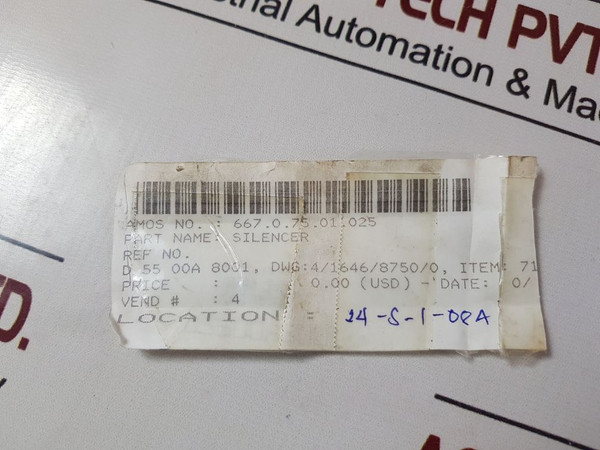 TECH PVT
strial Automation & Ma
AMOS NO. : 667.0.75.01.025
PART NAME: SILENCER
REF NO.
D 55 00A 8001, DWG:4/1646/8750/0, ITEM: 71
PRICE : 0.00 (USD) - DATE: 0/
VEND # : 4
LOCATION = 24-S-1-02A
TD.